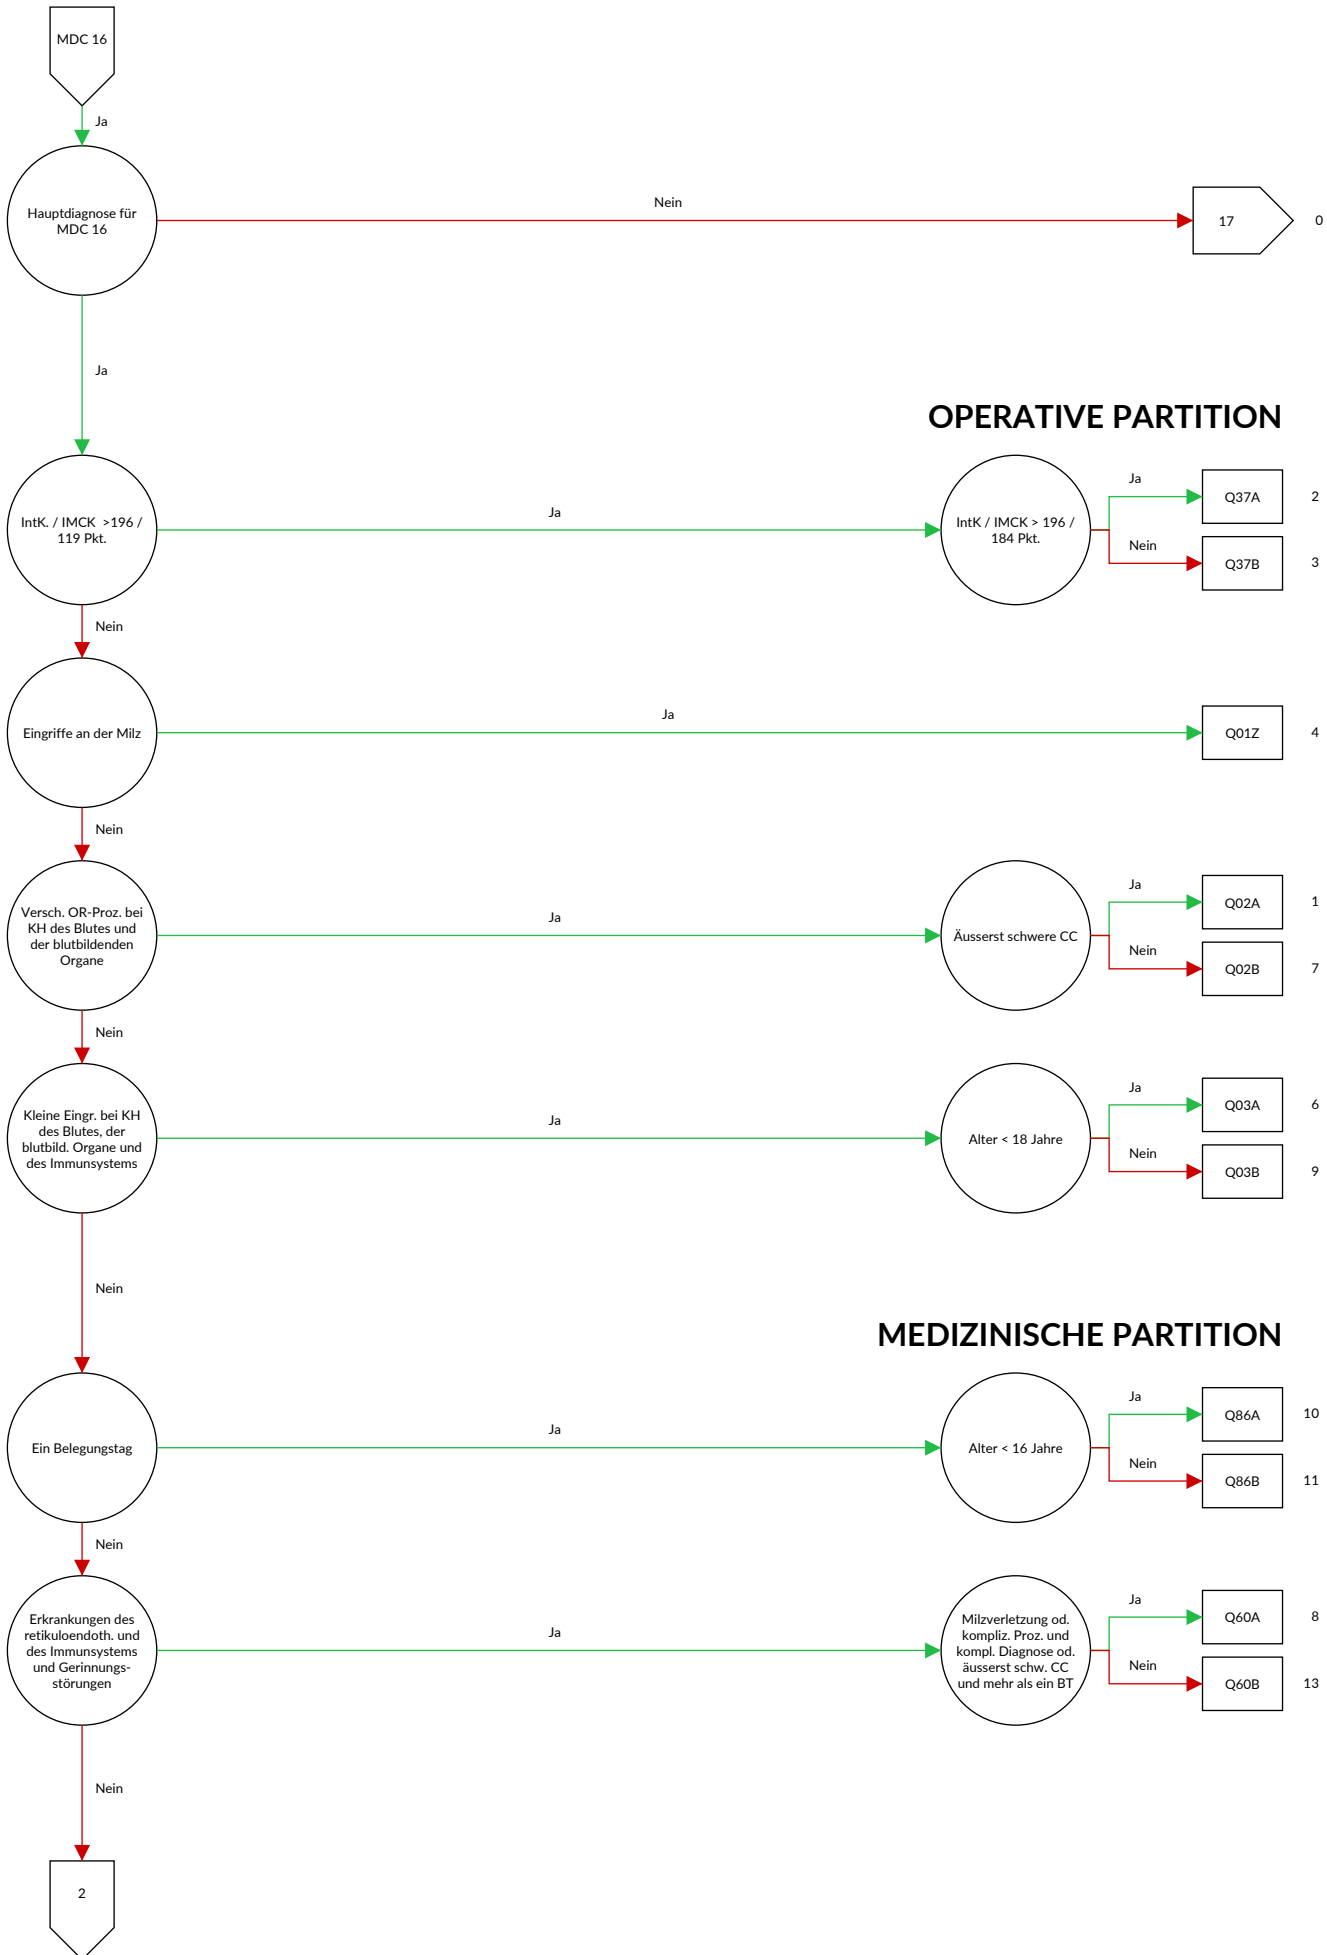 MDC 16
Ja
Hauptdiagnose für
MDC 16
Nein
17
0
Ja
OPERATIVE PARTITION
IntK. / IMCK >196 /
119 Pkt.
Ja
IntK / IMCK > 196 /
184 Pkt.
Ja
Q37A
2
Nein
Q37B
3
Nein
Eingriffe an der Milz
Ja
Q01Z
4
Nein
Versch. OR-Proz. bei
KH des Blutes und
der blutbildenden
Organe
Ja
Äusserst schwere CC
Ja
Q02A
1
Nein
Q02B
7
Nein
Kleine Eingr. bei KH
des Blutes, der
blutbild. Organe und
des Immunsystems
Ja
Alter < 18 Jahre
Ja
Q03A
6
Nein
Q03B
9
Nein
MEDIZINISCHE PARTITION
Ein Belegungstag
Ja
Alter < 16 Jahre
Ja
Q86A
10
Nein
Q86B
11
Nein
Erkrankungen des
retikuloendoth. und
des Immunsystems
und Gerinnungs-
störungen
Ja
Milzverletzung od.
kompliz. Proz. und
kompl. Diagnose od.
äusserst schw. CC
und mehr als ein BT
Ja
Q60A
8
Nein
Q60B
13
Nein
2